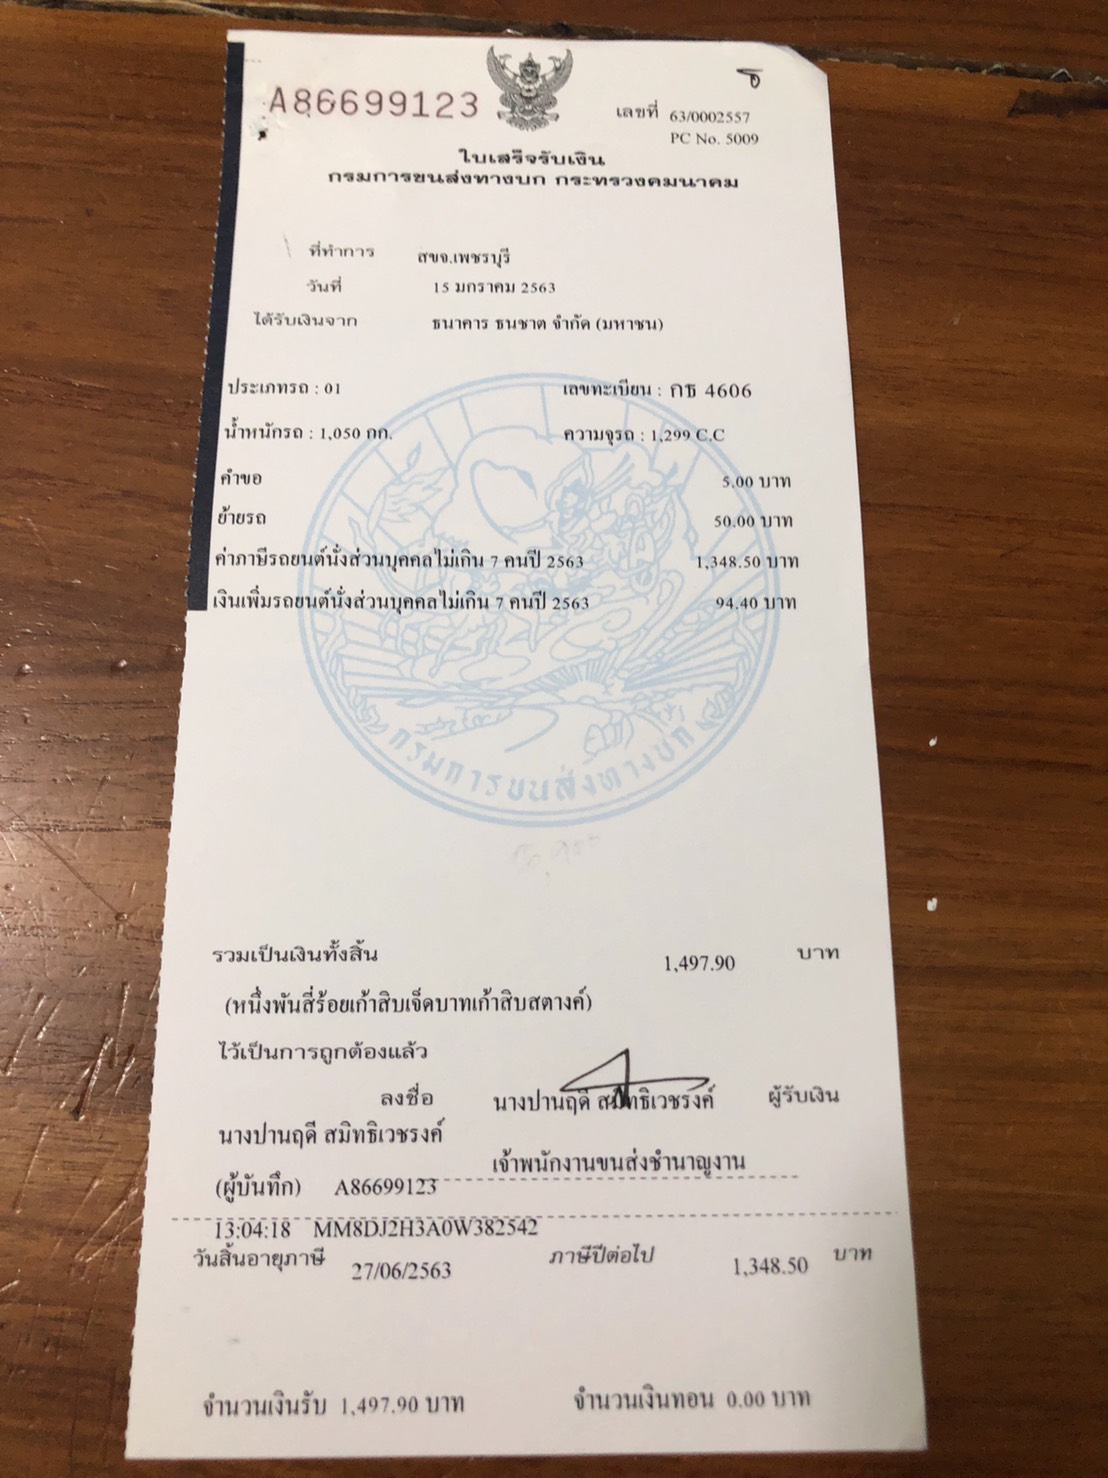 A86699123
เลขที่ 63/0002557
PC No. 5009
ใบเสร็จรับเงิน
กรมการขนส่งทางบก กระทรวงคมนาคม
ที่ทำการ สขจ.เพชรบุรี
วันที่ 15 มกราคม 2563
ได้รับเงินจาก ธนาคาร ธนชาต จำกัด (มหาชน)
ประเภทรถ : 01 เลขทะเบียน : กธ 4606
น้ำหนักรถ : 1,050 กก. ความจุรถ : 1,299 C.C
คำขอ 5.00 บาท
ย้ายรถ 50.00 บาท
ค่าภาษีรถยนต์นั่งส่วนบุคคลไม่เกิน 7 คนปี 2563 1,348.50 บาท
เงินเพิ่มรถยนต์นั่งส่วนบุคคลไม่เกิน 7 คนปี 2563 94.40 บาท
กรมการขนส่งทางบก
รวมเป็นเงินทั้งสิ้น 1,497.90 บาท
(หนึ่งพันสี่ร้อยเก้าสิบเจ็ดบาทเก้าสิบสตางค์)
ไว้เป็นการถูกต้องแล้ว
ลงชื่อ นางปานฤดี สมิทธิเวชรงค์ ผู้รับเงิน
นางปานฤดี สมิทธิเวชรงค์
เจ้าพนักงานขนส่งชำนาญงาน
(ผู้บันทึก) A86699123
13:04:18 MM8DJ2H3A0W382542
วันสิ้นอายุภาษี 27/06/2563 ภาษีปีต่อไป 1,348.50 บาท
จำนวนเงินรับ 1,497.90 บาท จำนวนเงินทอน 0.00 บาท